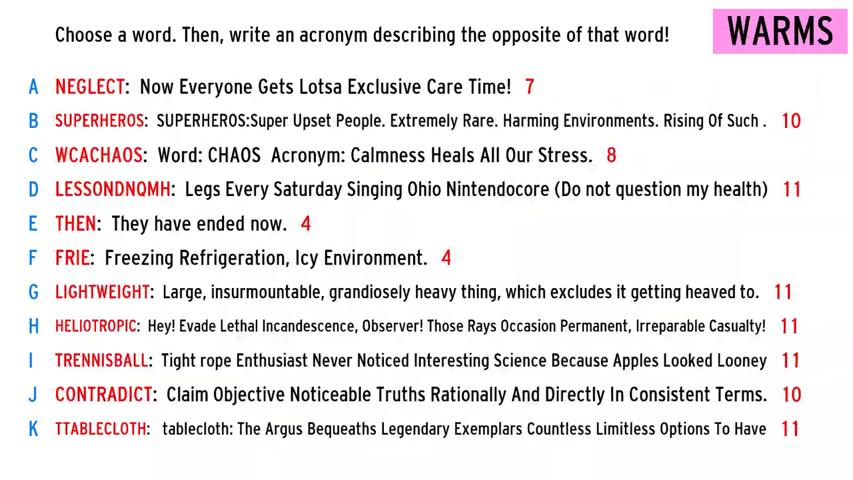 Choose a word. Then, write an acronym describing the opposite of that word!
WARMS
A NEGLECT: Now Everyone Gets Lotsa Exclusive Care Time! 7
B SUPERHEROS: SUPERHEROS:Super Upset People. Extremely Rare. Harming Environments. Rising Of Such . 10
C WCACHAOS: Word: CHAOS Acronym: Calmness Heals All Our Stress. 8
D LESSONDNQMH: Legs Every Saturday Singing Ohio Nintendocore (Do not question my health) 11
E THEN: They have ended now. 4
F FRIE: Freezing Refrigeration, Icy Environment. 4
G LIGHTWEIGHT: Large, insurmountable, grandiosely heavy thing, which excludes it getting heaved to. 11
H HELIOTROPIC: Hey! Evade Lethal Incandescence, Observer! Those Rays Occasion Permanent, Irreparable Casualty! 11
I TRENNISBALL: Tight rope Enthusiast Never Noticed Interesting Science Because Apples Looked Looney 11
J CONTRADICT: Claim Objective Noticeable Truths Rationally And Directly In Consistent Terms. 10
K TTABLECLOTH: tablecloth: The Argus Bequeaths Legendary Exemplars Countless Limitless Options To Have 11